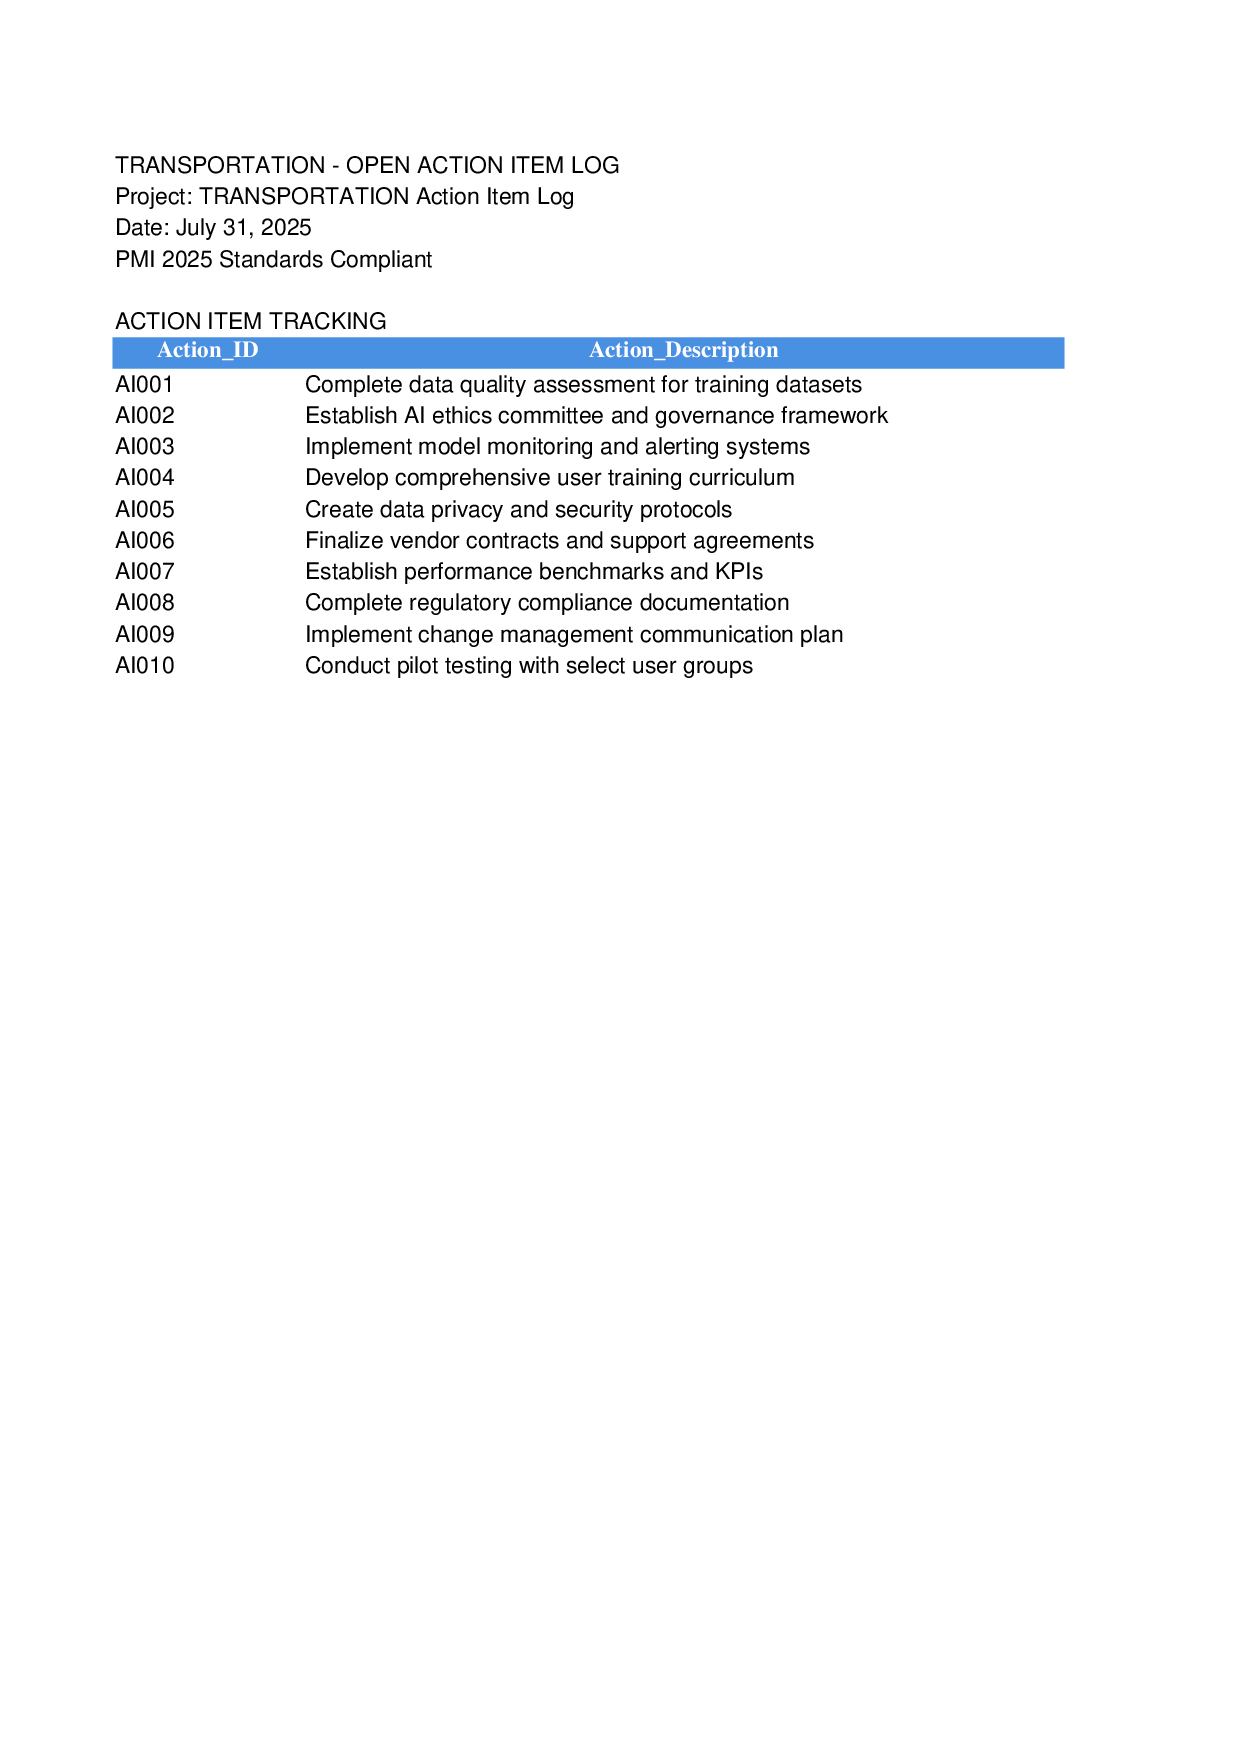 TRANSPORTATION - OPEN ACTION ITEM LOG
Project: TRANSPORTATION Action Item Log
Date: July 31, 2025
PMI 2025 Standards Compliant
ACTION ITEM TRACKING
Action_ID Action_Description
AI001 Complete data quality assessment for training datasets
AI002 Establish AI ethics committee and governance framework
AI003 Implement model monitoring and alerting systems
AI004 Develop comprehensive user training curriculum
AI005 Create data privacy and security protocols
AI006 Finalize vendor contracts and support agreements
AI007 Establish performance benchmarks and KPIs
AI008 Complete regulatory compliance documentation
AI009 Implement change management communication plan
AI010 Conduct pilot testing with select user groups